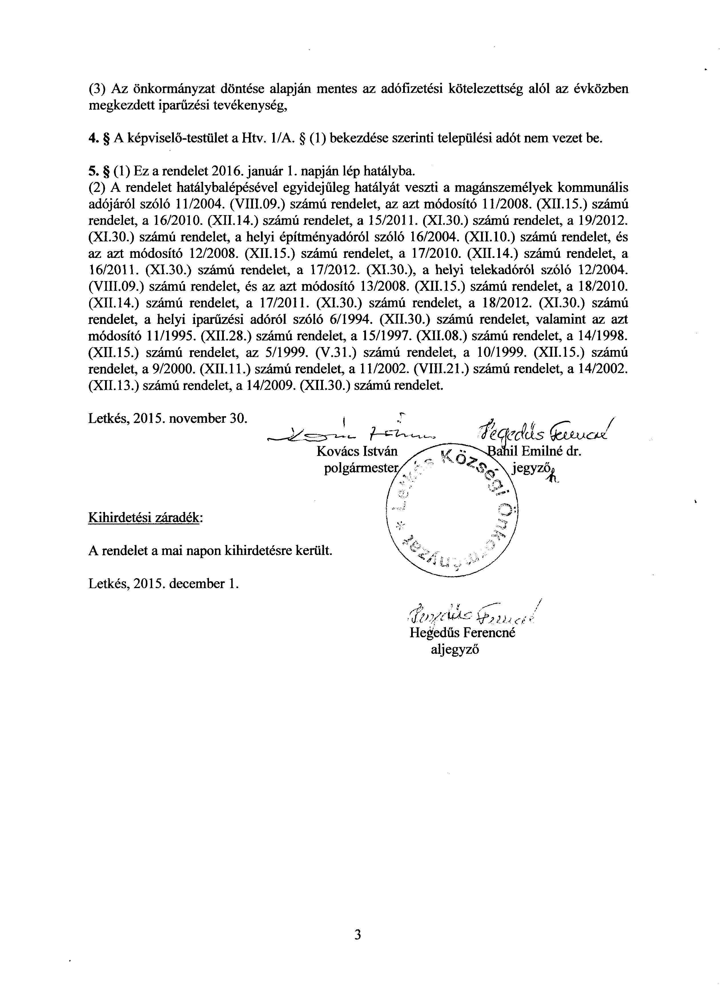 (3) Az önkormányzat döntése alapján mentes az adófizetési kötelezettség alól az évközben
megkezdett iparűzési tevékenység,
4. § A képviselő-testület a Htv. 1/A. § (1) bekezdése szerinti települési adót nem vezet be.
5. § (1) Ez a rendelet 2016. január 1. napján lép hatályba.
(2) A rendelet hatálybalépésével egyidejűleg hatályát veszti a magánszemélyek kommunális
adójáról szóló 11/2004. (VIII.09.) számú rendelet, az azt módosító 11/2008. (XII.15.) számú
rendelet, a 16/2010. (XII.14.) számú rendelet, a 15/2011. (XI.30.) számú rendelet, a 19/2012.
(XI.30.) számú rendelet, a helyi építményadóról szóló 16/2004. (XII.10.) számú rendelet, és
az azt módosító 12/2008. (XII.15.) számú rendelet, a 17/2010. (XII.14.) számú rendelet, a
16/2011. (XI.30.) számú rendelet, a 17/2012. (XI.30.), a helyi telekadóról szóló 12/2004.
(VIII.09.) számú rendelet, és az azt módosító 13/2008. (XII.15.) számú rendelet, a 18/2010.
(XII.14.) számú rendelet, a 17/2011. (XI.30.) számú rendelet, a 18/2012. (XI.30.) számú
rendelet, a helyi iparűzési adóról szóló 6/1994. (XII.30.) számú rendelet, valamint az azt
módosító 11/1995. (XII.28.) számú rendelet, a 15/1997. (XII.08.) számú rendelet, a 14/1998.
(XII.15.) számú rendelet, az 5/1999. (V.31.) számú rendelet, a 10/1999. (XII.15.) számú
rendelet, a 9/2000. (XII.11.) számú rendelet, a 11/2002. (VIII.21.) számú rendelet, a 14/2002.
(XII.13.) számú rendelet, a 14/2009. (XII.30.) számú rendelet.
Letkés, 2015. november 30.
Hegedűs Ferencné
Kovács István Bahil Emilné dr.
polgármester jegyző h.
Letkés Községi Önkormányzat *
Kihirdetési záradék:
A rendelet a mai napon kihirdetésre került.
Letkés, 2015. december 1.
Hegedűs Ferencné
Hegedűs Ferencné
aljegyző
3